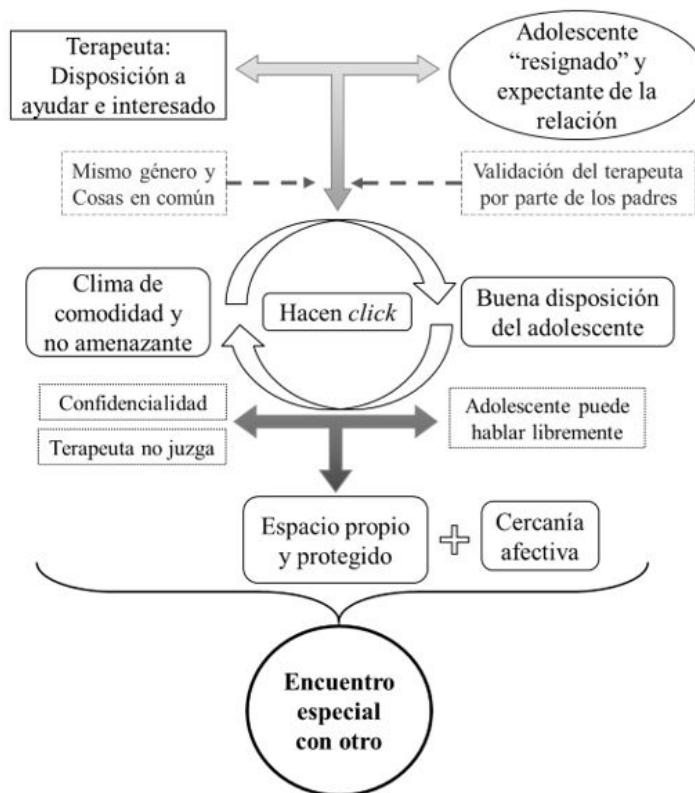 Terapeuta:
Disposición a
ayudar e interesado
Adolescente
“resignado” y
expectante de la
relación
Mismo género y
Cosas en común
Validación del terapeuta
por parte de los padres
Clima de
comodidad y
no amenazante
Hacen click
Buena disposición
del adolescente
Confidencialidad
Terapeuta no juzga
Adolescente puede
hablar libremente
Espacio propio
y protegido
Cercanía
afectiva
Encuentro
especial
con otro